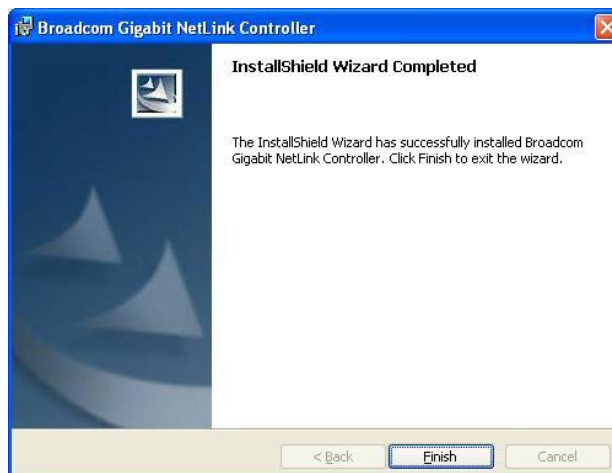 Broadcom Gigabit NetLink Controller
InstallShield Wizard Completed
The InstallShield Wizard has successfully installed Broadcom
Gigabit NetLink Controller. Click Finish to exit the wizard.
< Back
Finish
Cancel